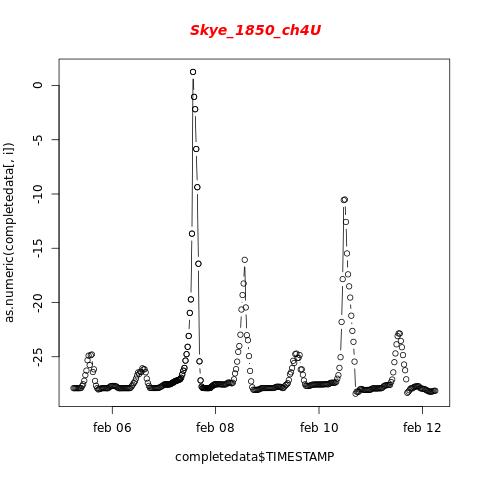 Skye_1850_ch4U
as.numeric(completedata[, i])
0
-5
-10
-15
-20
-25
feb 06
feb 08
feb 10
feb 12
completedata$TIMESTAMP